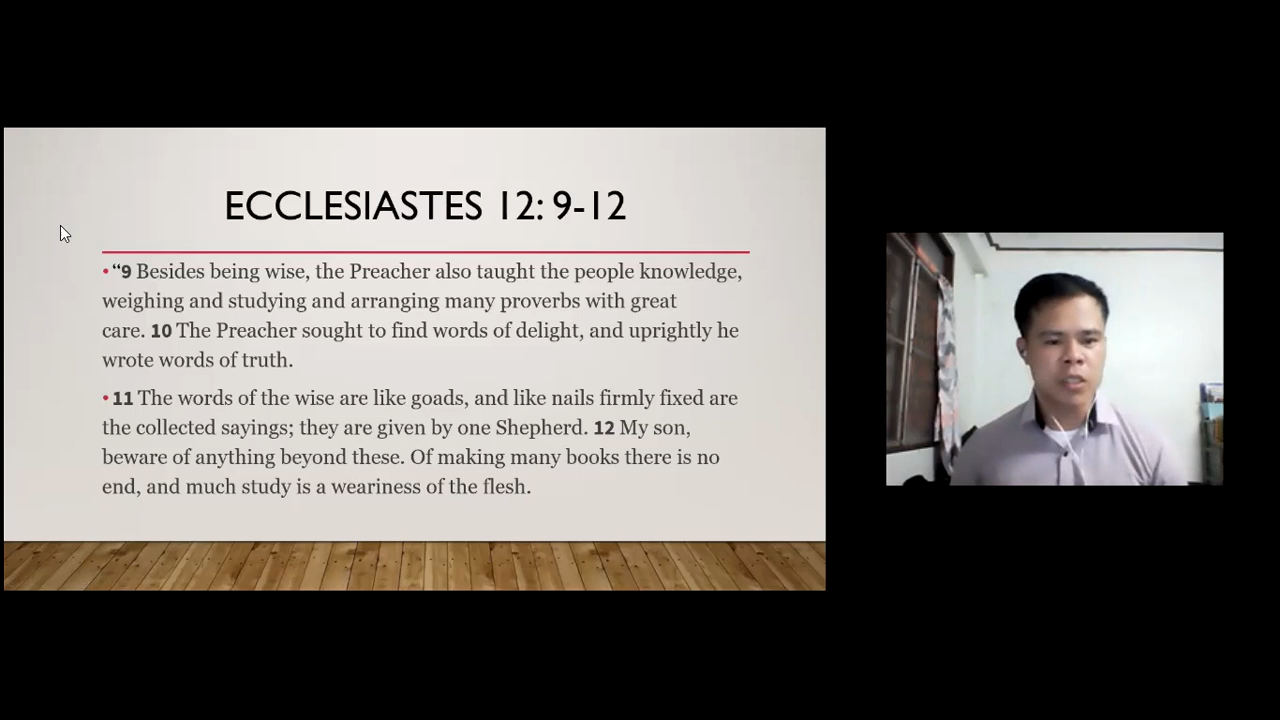 ECCLESIASTES 12: 9-12
• “9 Besides being wise, the Preacher also taught the people knowledge,
weighing and studying and arranging many proverbs with great
care. 10 The Preacher sought to find words of delight, and uprightly he
wrote words of truth.
• 11 The words of the wise are like goads, and like nails firmly fixed are
the collected sayings; they are given by one Shepherd. 12 My son,
beware of anything beyond these. Of making many books there is no
end, and much study is a weariness of the flesh.